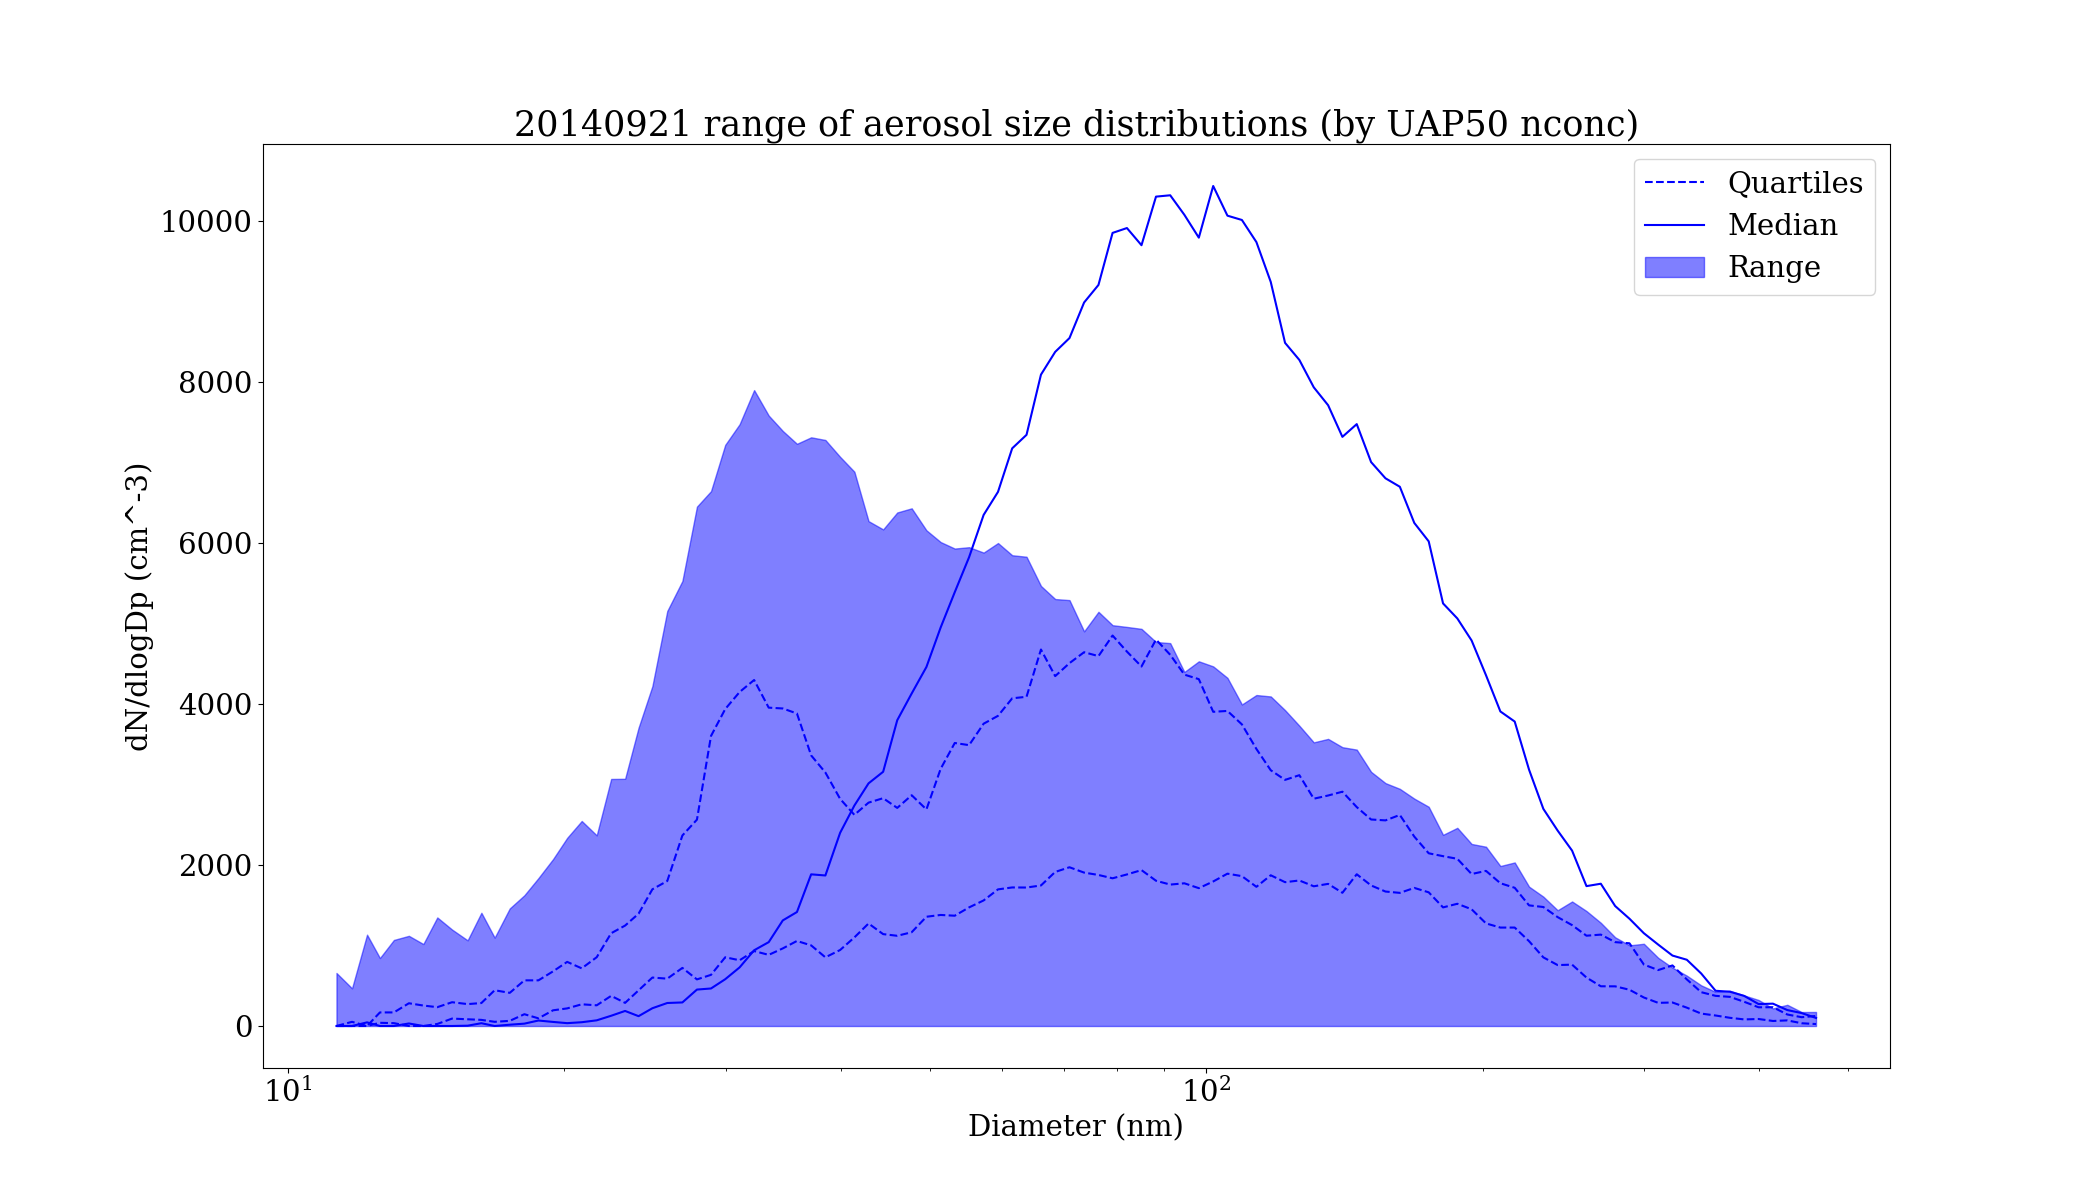 20140921 range of aerosol size distributions (by UAP50 nconc)
Quartiles
Median
Range
10000
8000
6000
4000
2000
0
dN/dlogDp (cm^-3)
10¹ 10²
Diameter (nm)